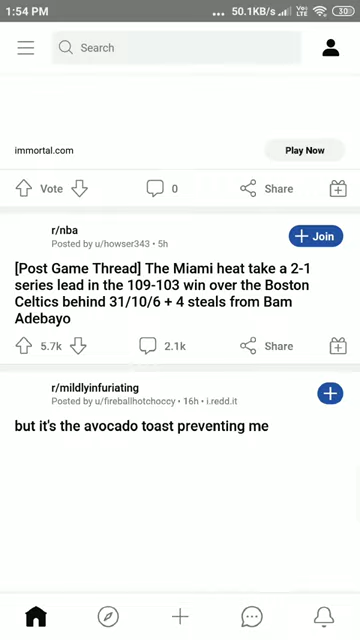 1:54 PM ... 50.1KB/s Vo) LTE 30
Search
immortal.com Play Now
Vote 0 Share
r/nba
Posted by u/howser343 • 5h
Join
[Post Game Thread] The Miami heat take a 2-1
series lead in the 109-103 win over the Boston
Celtics behind 31/10/6 + 4 steals from Bam
Adebayo
5.7k 2.1k Share
r/mildlyinfuriating
Posted by u/fireballhotchoccy • 16h • i.redd.it
but it's the avocado toast preventing me